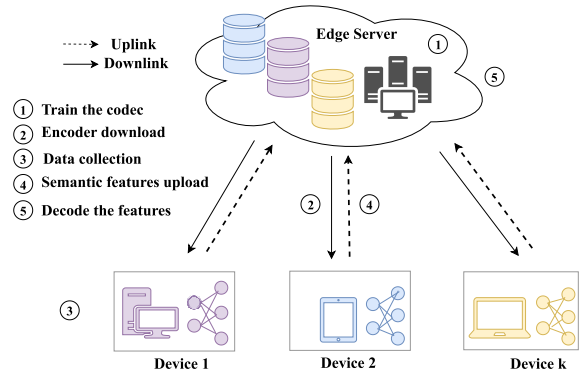 Uplink
Downlink
Edge Server
1
5
1 Train the codec
2 Encoder download
3 Data collection
4 Semantic features upload
5 Decode the features
2
4
3
Device 1
Device 2
Device k